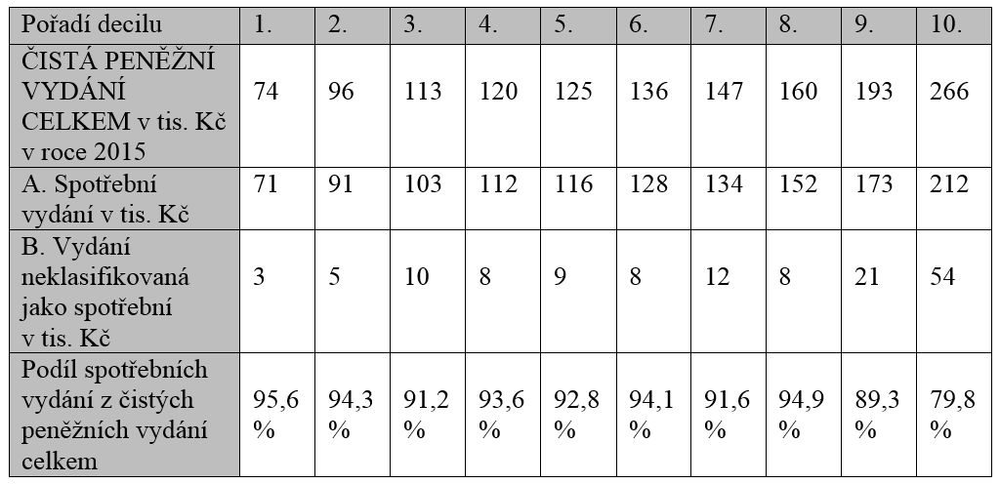 Pořadí decilu 1. 2. 3. 4. 5. 6. 7. 8. 9. 10.
ČISTÁ PENĚŽNÍ
VYDÁNÍ
CELKEM v tis. Kč
v roce 2015
74 96 113 120 125 136 147 160 193 266
A. Spotřební
vydání v tis. Kč
71 91 103 112 116 128 134 152 173 212
B. Vydání
neklasifikovaná
jako spotřební
v tis. Kč
3 5 10 8 9 8 12 8 21 54
Podíl spotřebních
vydání z čistých
peněžních vydání
celkem
95,6 94,3 91,2 93,6 92,8 94,1 91,6 94,9 89,3 79,8
% % % % % % % % % %